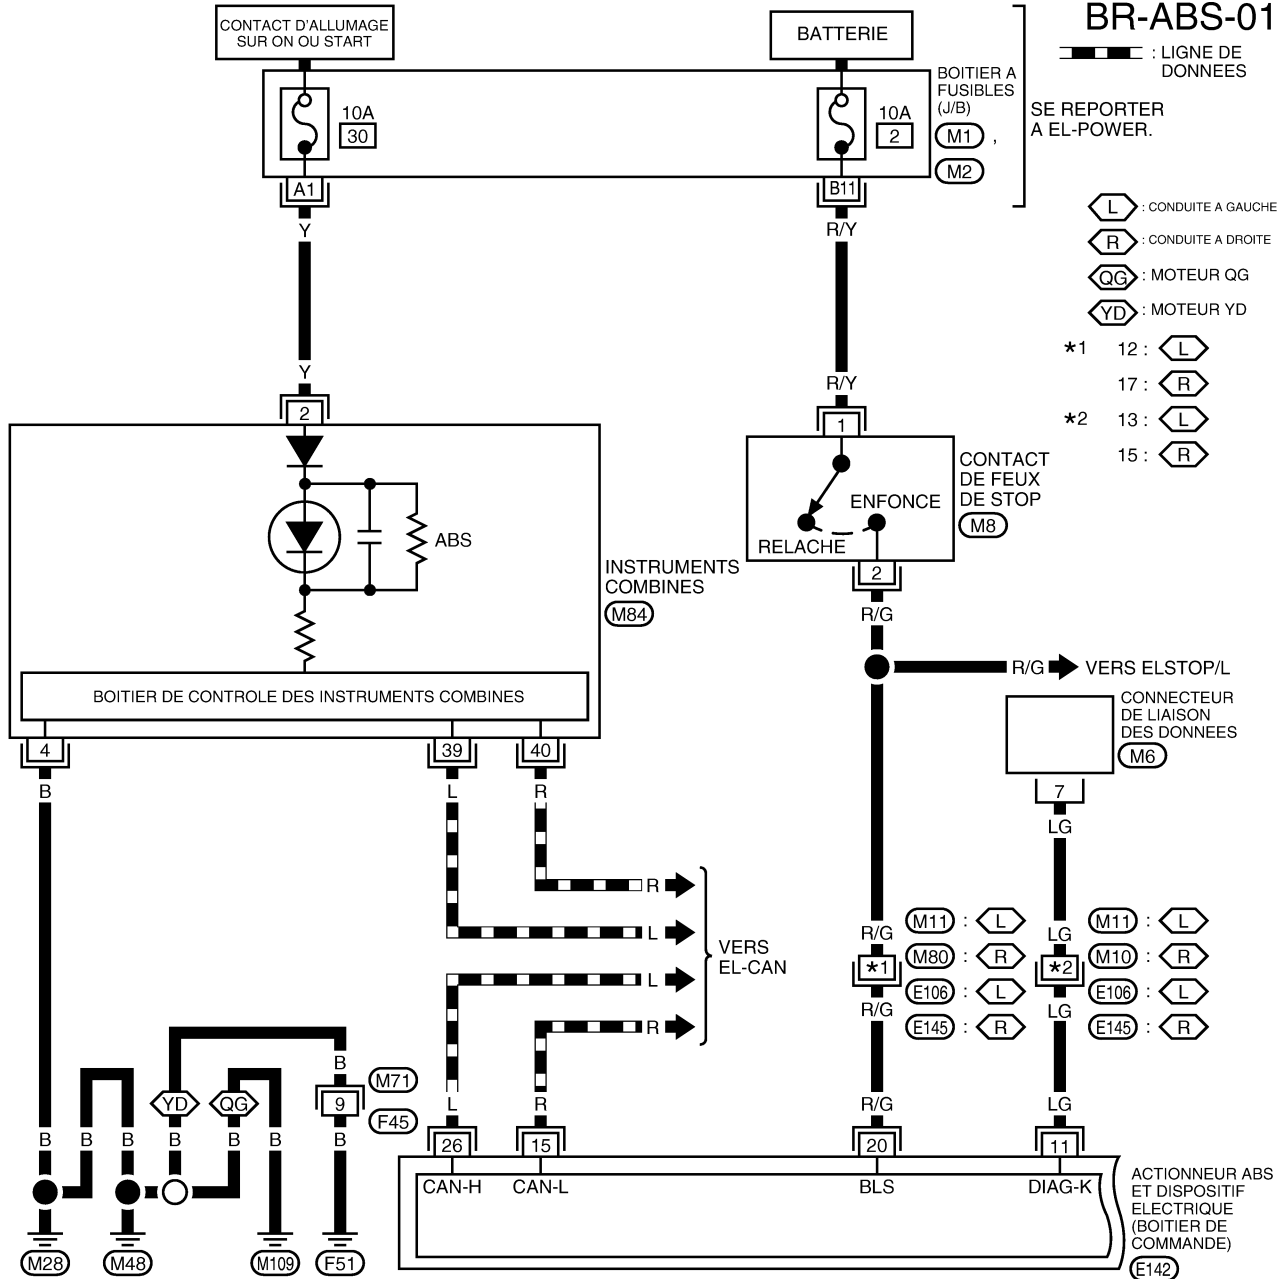 BR-ABS-01
: LIGNE DE
DONNEES
CONTACT D'ALLUMAGE
SUR ON OU START
BATTERIE
10A
30
10A
2
BOITIER A
FUSIBLES
(J/B)
M1 ,
M2
SE REPORTER
A EL-POWER.
A1
B11
Y
R/Y
L : CONDUITE A GAUCHE
R : CONDUITE A DROITE
QG : MOTEUR QG
YD : MOTEUR YD
*1 12 : L
17 : R
*2 13 : L
15 : R
Y
R/Y
2
1
CONTACT
DE FEUX
DE STOP
M8
ENFONCE
RELACHE
2
ABS
INSTRUMENTS
COMBINES
M84
R/G
R/G
VERS ELSTOP/L
BOITIER DE CONTROLE DES INSTRUMENTS COMBINES
CONNECTEUR
DE LIAISON
DES DONNEES
M6
4
39
40
7
B
L
R
LG
R
L
L
R
VERS
EL-CAN
R/G
*1
R/G
M11 : L
M80 : R
E106 : L
E145 : R
LG
*2
LG
M11 : L
M10 : R
E106 : L
E145 : R
B
M71
YD
QG
9
F45
L
R
R/G
LG
B
B
B
B
B
B
B
26
15
20
11
CAN-H
CAN-L
BLS
DIAG-K
ACTIONNEUR ABS
ET DISPOSITIF
ELECTRIQUE
(BOITIER DE
COMMANDE)
E142
M28
M48
M109
F51